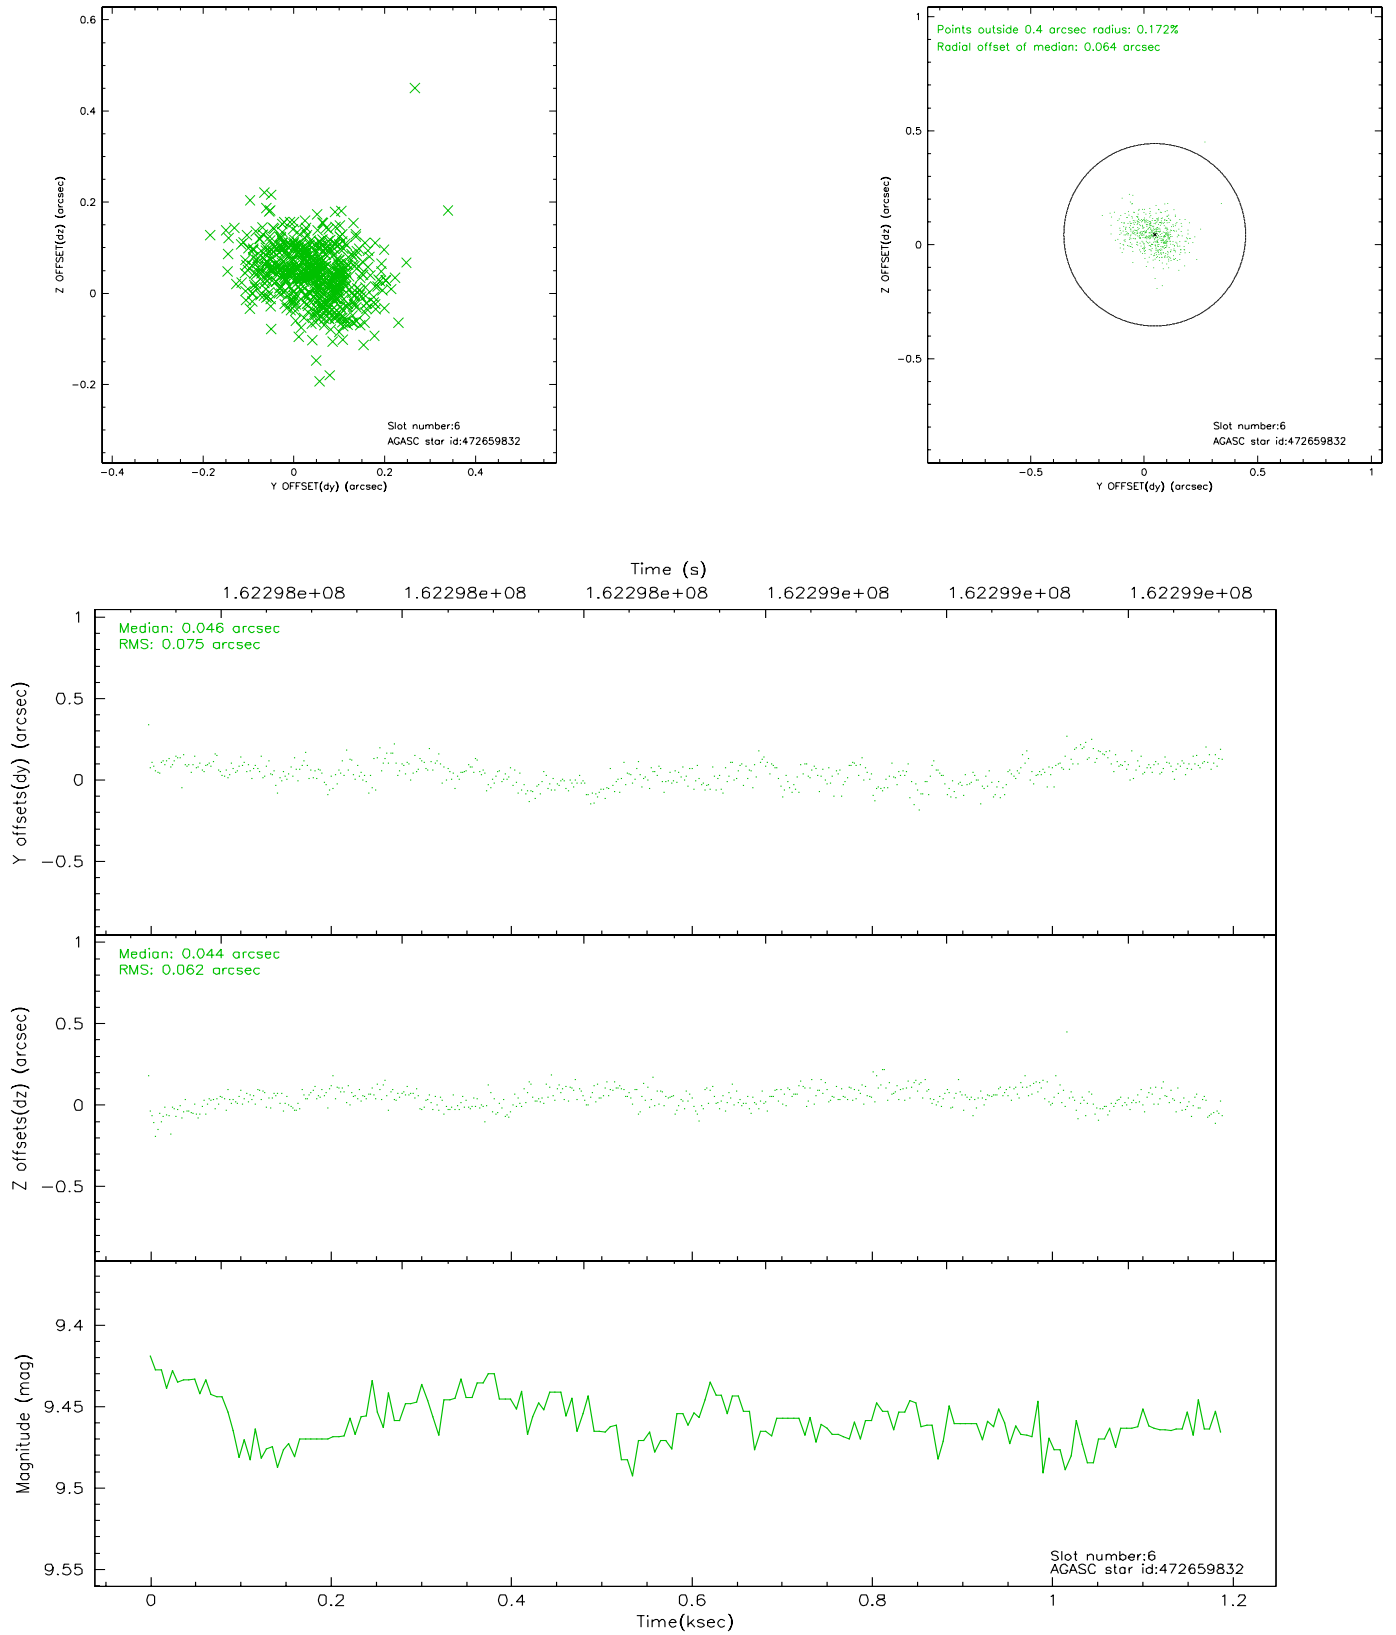 0.6
0.4
0.2
0
−0.2
Z OFFSET(dz) (arcsec)
Slot number:6
AGASC star id:472659832
−0.4 −0.2 0 0.2 0.4
Y OFFSET(dy) (arcsec)
Points outside 0.4 arcsec radius: 0.172%
Radial offset of median: 0.064 arcsec
1
0.5
0
−0.5
Z OFFSET(dz) (arcsec)
Slot number:6
AGASC star id:472659832
−0.5 0 0.5 1
Y OFFSET(dy) (arcsec)
Time (s)
1.62298e+08 1.62298e+08 1.62298e+08 1.62299e+08 1.62299e+08 1.62299e+08
Median: 0.046 arcsec
RMS: 0.075 arcsec
1
0.5
0
−0.5
Y offsets(dy) (arcsec)
Median: 0.044 arcsec
RMS: 0.062 arcsec
1
0.5
0
−0.5
Z offsets(dz) (arcsec)
9.4
9.45
9.5
9.55
Magnitude (mag)
Slot number:6
AGASC star id:472659832
0 0.2 0.4 0.6 0.8 1 1.2
Time(ksec)